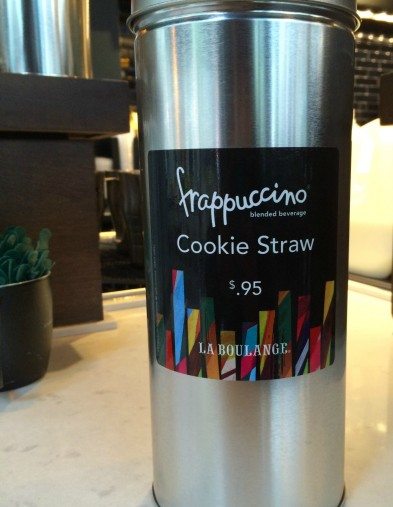 frappuccino®
blended beverage
Cookie Straw
$.95
LA BOULANGE.